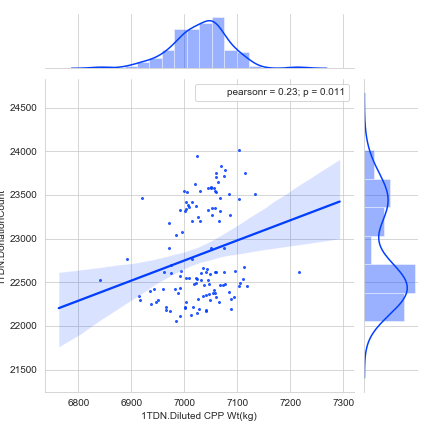 pearsonr = 0.23; p = 0.011
24500
24000
23500
23000
22500
22000
21500
1TDN.DonationCount
6800 6900 7000 7100 7200 7300
1TDN.Diluted CPP Wt(kg)